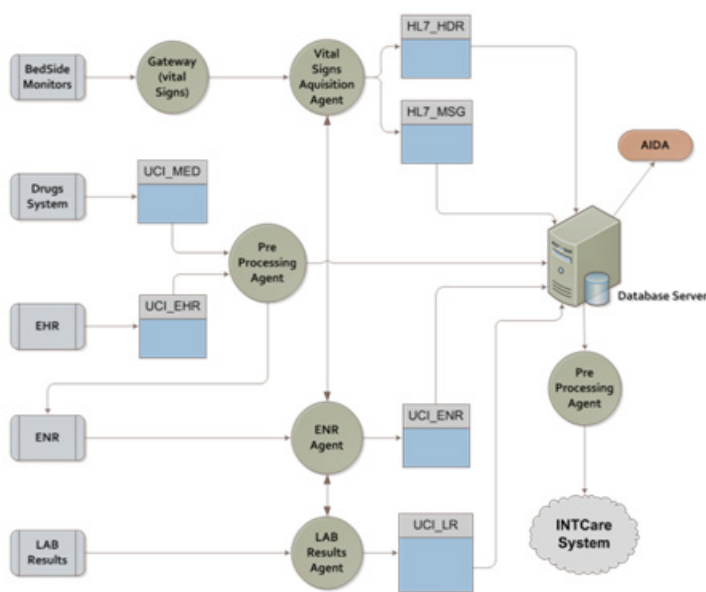 BedSide
Monitors
Gateway
(vital
Signs)
Vital
Signs
Aquisition
Agent
HL7_HDR
HL7_MSG
AIDA
Drugs
System
UCI_MED
Pre
Processing
Agent
Database Server
EHR
UCI_EHR
Pre
Processing
Agent
ENR
ENR
Agent
UCI_ENR
INTCare
System
LAB
Results
LAB
Results
Agent
UCI_LR